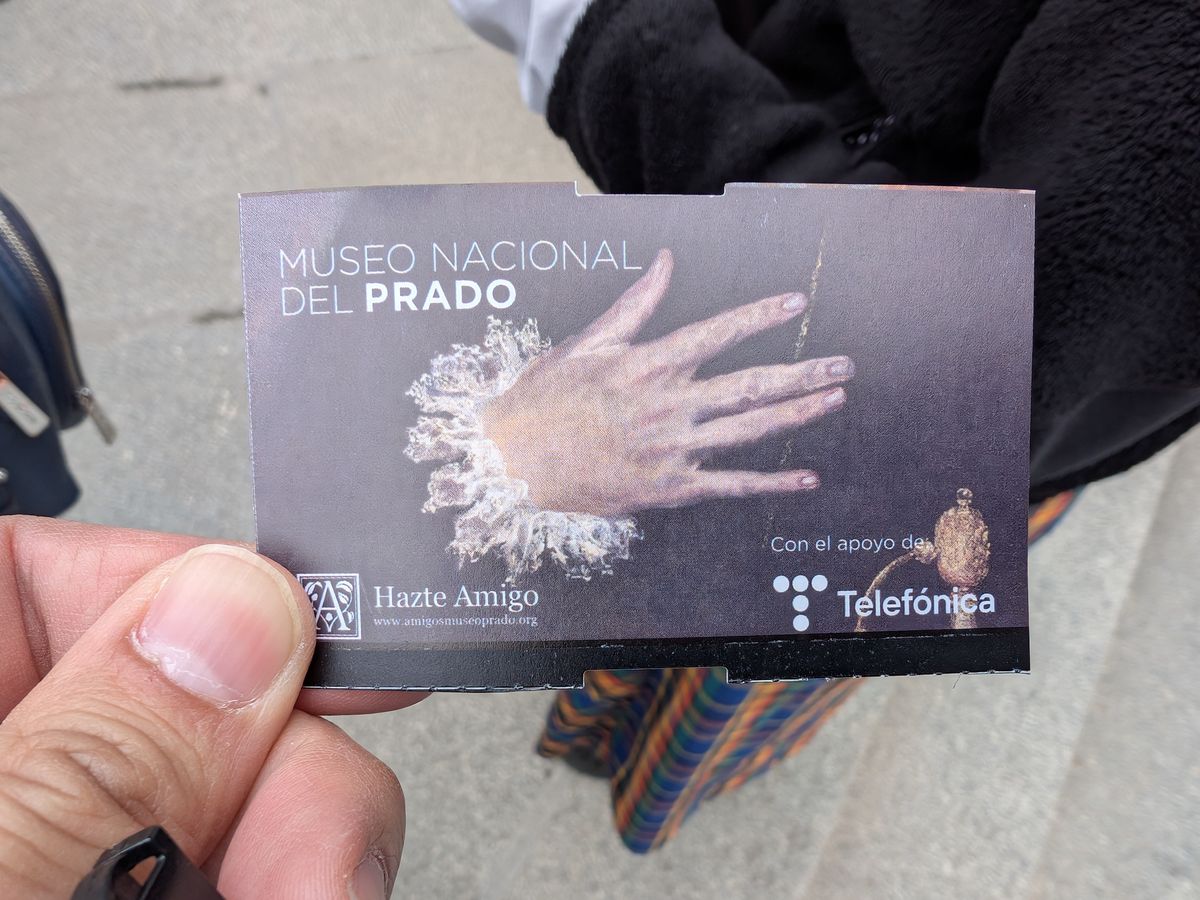 MUSEO NACIONAL
DEL PRADO
Con el apoyo de:
Telefónica
A
Hazte Amigo
www.amigosmuseoprado.org